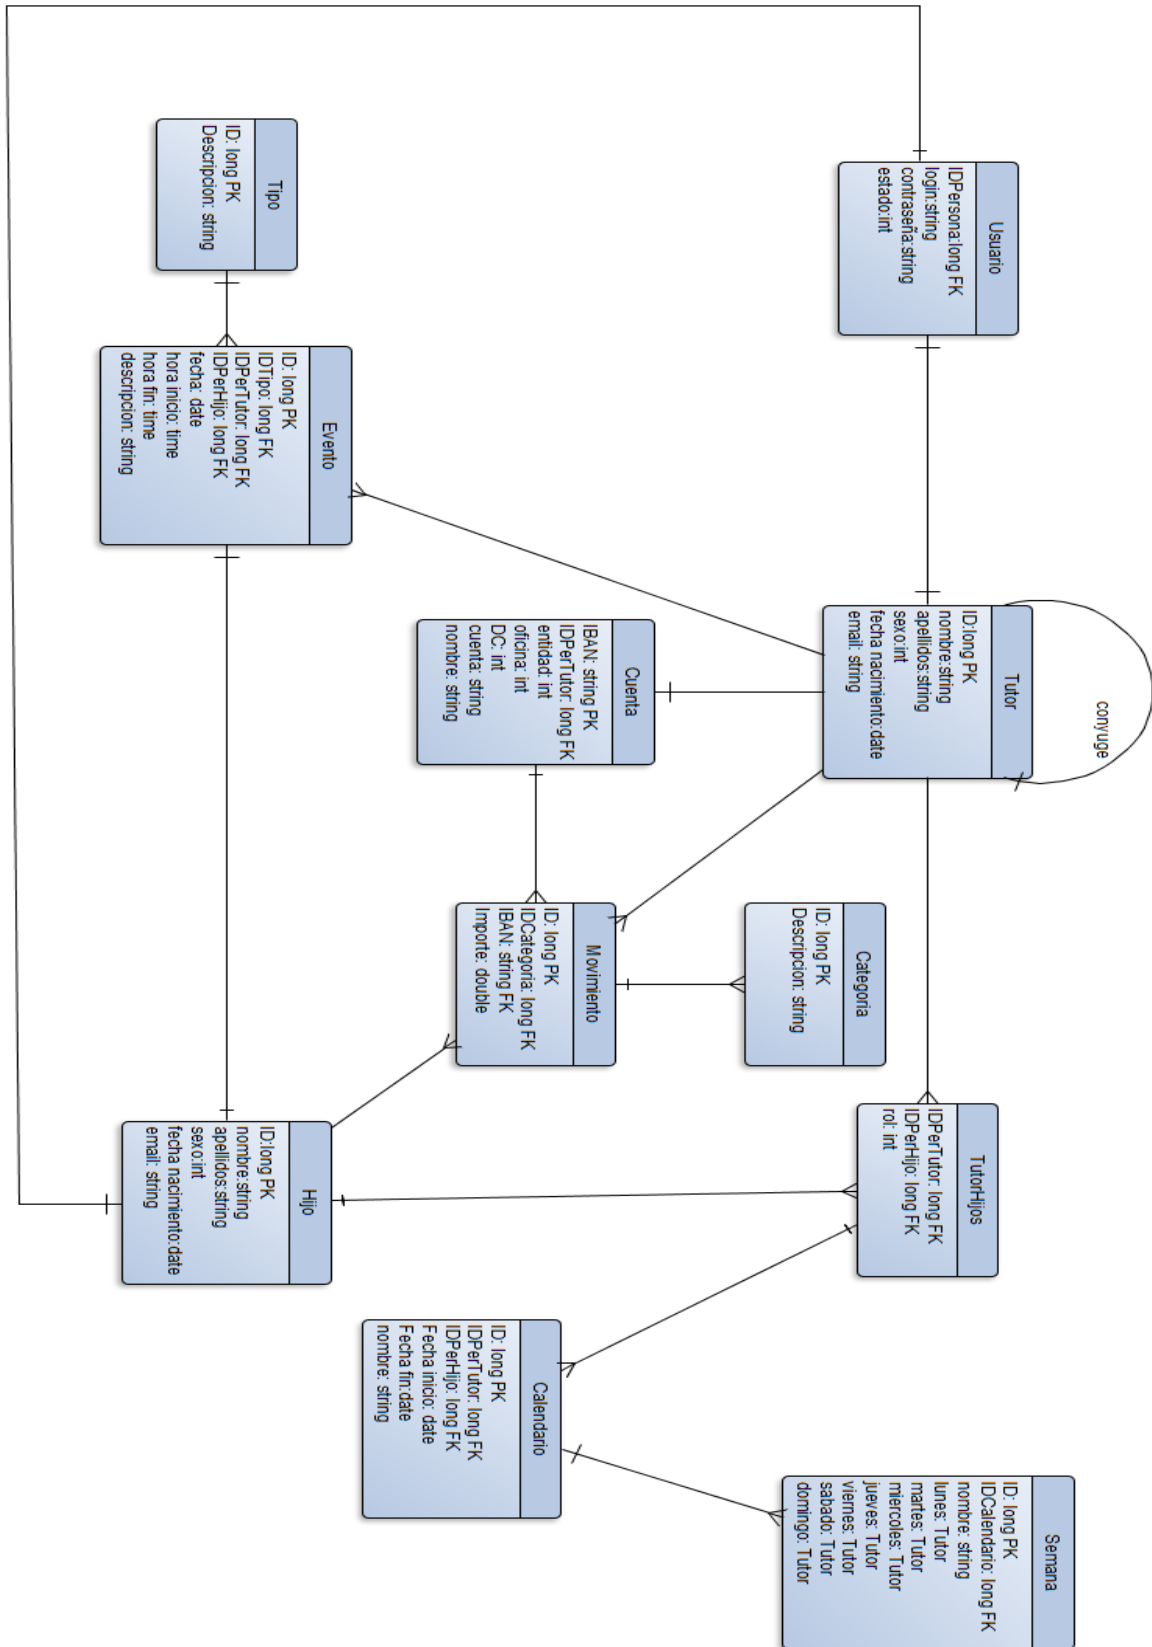 Usuario
IDPersona:long FK
login:string
contraseña:string
estado:int
Tipo
ID: long PK
Descripcion: string
Evento
ID: long PK
IDTipo: long FK
IDPerTutor: long FK
IDPerHijo: long FK
fecha: date
hora inicio: time
hora fin: time
descripcion: string
conyuge
Tutor
ID:long PK
nombre:string
apellidos:string
sexo:int
fecha nacimiento:date
email: string
Cuenta
IBAN: string PK
IDPerTutor: long FK
entidad: int
oficina: int
DC: int
cuenta: string
nombre: string
Categoria
ID: long PK
Descripcion: string
Movimiento
ID: long PK
IDCategoria: long FK
IBAN: string FK
Importe: double
TutorHijos
IDPerTutor: long FK
IDPerHijo: long FK
rol: int
Hijo
ID:long PK
nombre:string
apellidos:string
sexo:int
fecha nacimiento:date
email: string
Calendario
ID: long PK
IDPerTutor: long FK
IDPerHijo: long FK
Fecha inicio: date
Fecha fin:date
nombre: string
Semana
ID: long PK
IDCalendario: long FK
nombre: string
lunes: Tutor
martes: Tutor
miercoles: Tutor
jueves: Tutor
viernes: Tutor
sabado: Tutor
domingo: Tutor